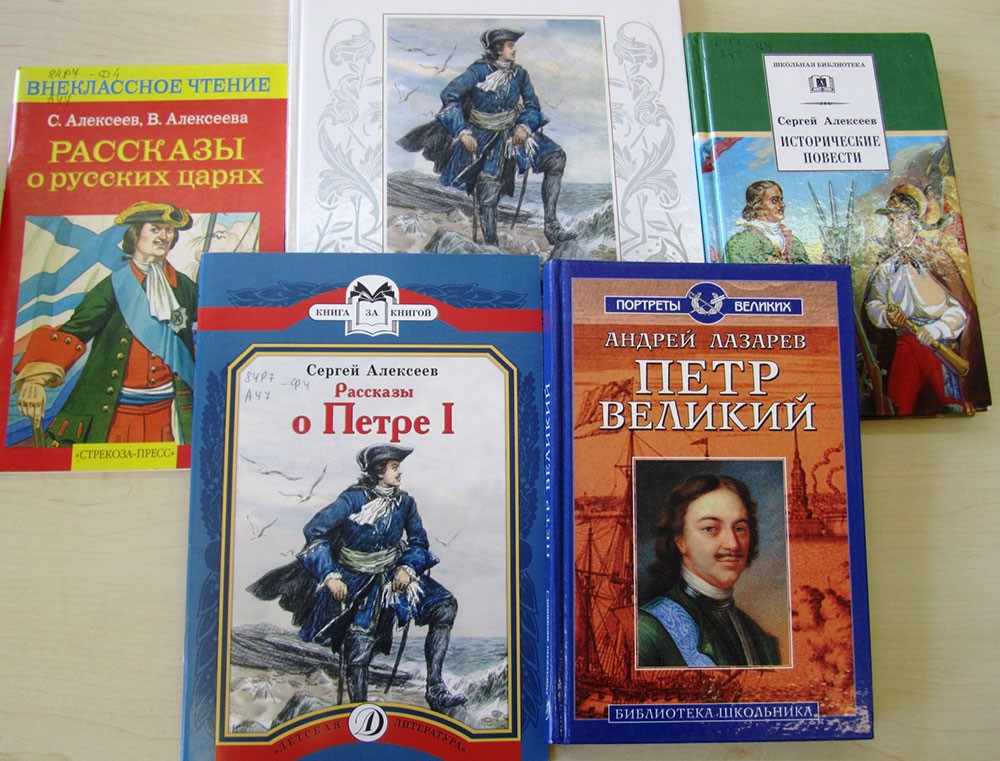 84Р7 -Ф4
А47
ВНЕКЛАССНОЕ ЧТЕНИЕ
С. Алексеев, В. Алексеева
РАССКАЗЫ
О РУССКИХ ЦАРЯХ
«СТРЕКОЗА-ПРЕСС»
ШКОЛЬНАЯ БИБЛИОТЕКА
Сергей Алексеев
ИСТОРИЧЕСКИЕ
ПОВЕСТИ
КНИГА ЗА КНИГОЙ
84Р7 -Ф4
А47
Сергей Алексеев
Рассказы
о Петре I
«ДЕТСКАЯ Д ЛИТЕРАТУРА»
ПЕТР ВЕЛИКИЙ
ПОРТРЕТЫ ВЕЛИКИХ
АНДРЕЙ ЛАЗАРЕВ
ПЕТР
ВЕЛИКИЙ
БИБЛИОТЕКА ШКОЛЬНИКА